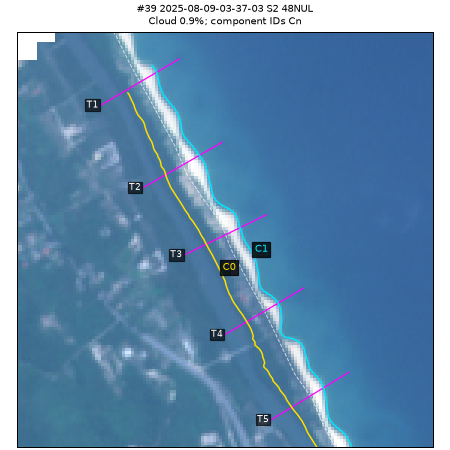 #39 2025-08-09-03-37-03 S2 48NUL
Cloud 0.9%; component IDs Cn
T1
T2
T3
C1
C0
T4
T5